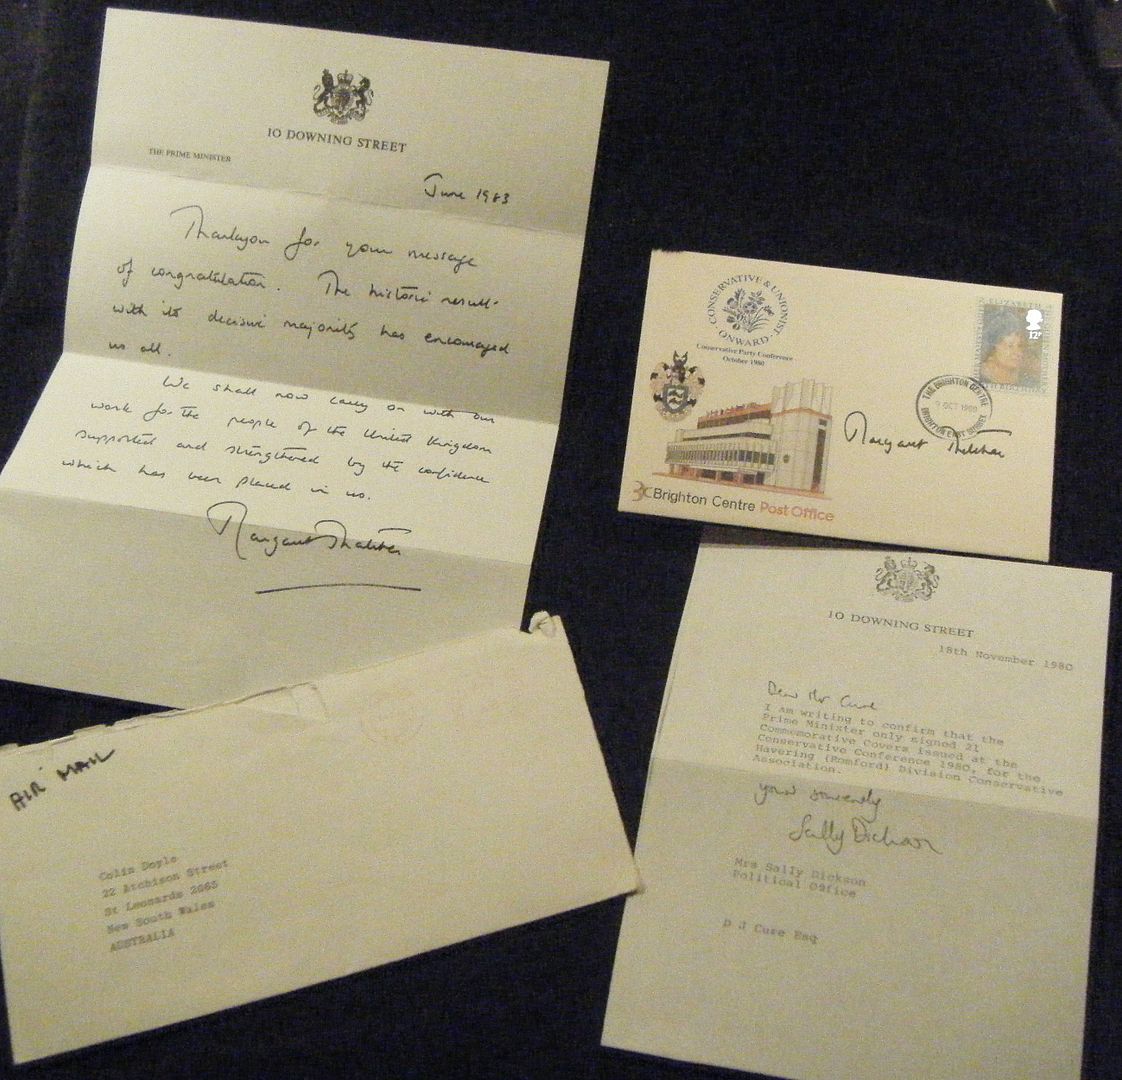 10 DOWNING STREET
THE PRIME MINISTER
June 1983
Thankyou for your message
of congratulation. The historic result
with its decisive majority has encouraged
us all.
We shall now carry on with our
work for the people of the United Kingdom
supported and strengthened by the confidence
which has been placed in us.
Margaret Thatcher
CONSERVATIVE & UNIONIST
ONWARD
Conservative Party Conference
October 1980
ELIZABETH
12P
THE BRIGHTON CENTRE
OCT 1980
BRIGHTON EAST SUSSEX
Margaret Thatcher
Brighton Centre Post Office
10 DOWNING STREET
18th November 1980
Dear Mr Cure
I am writing to confirm that the
Prime Minister only signed 21
Commemorative Covers issued at the
Conservative Conference 1980, for the
Havering (Romford) Division Conservative
Association.
Yours sincerely
Sally Dickson
Mrs Sally Dickson
Political Office
D J Cure Esq
AIR MAIL
Colin Doyle
22 Atchison Street
St Leonards 2065
New South Wales
AUSTRALIA